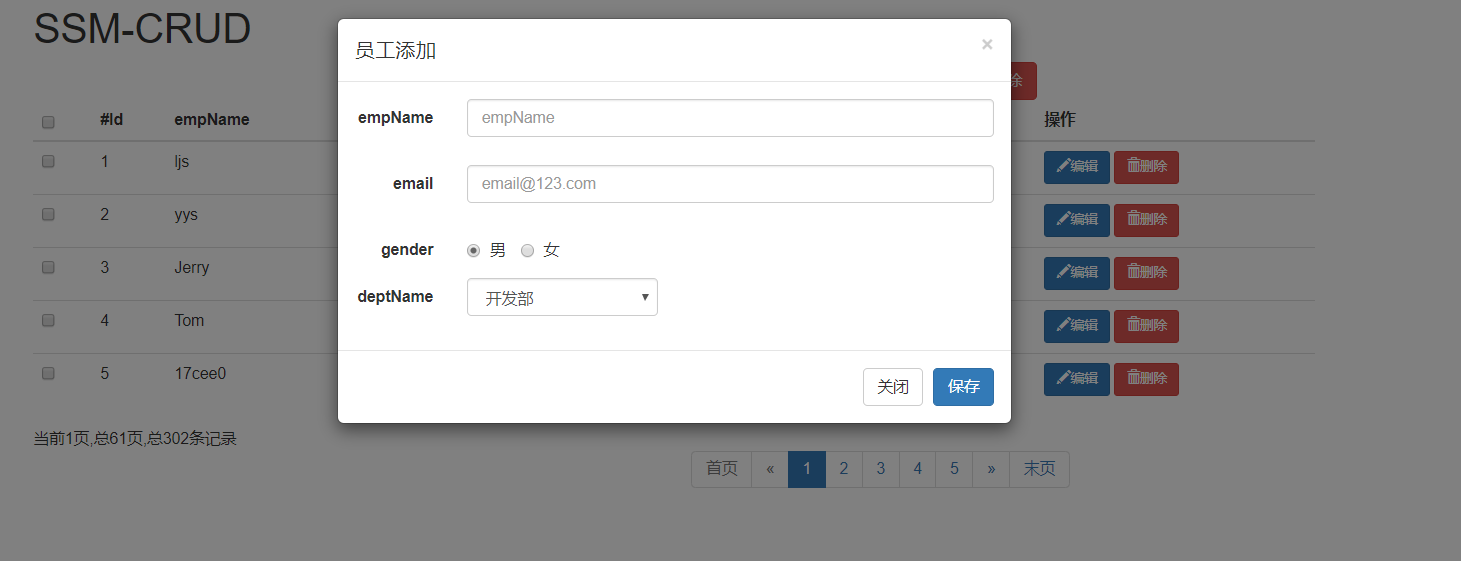 SSM-CRUD
员工添加 ×
除
empName empName
email email@123.com
gender 男 女
deptName 开发部
关闭 保存
#Id empName 操作
1 ljs 编辑 删除
2 yys 编辑 删除
3 Jerry 编辑 删除
4 Tom 编辑 删除
5 17cee0 编辑 删除
当前1页,总61页,总302条记录
首页 « 1 2 3 4 5 » 末页